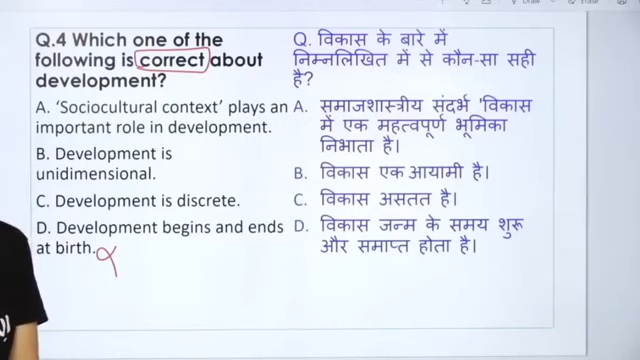 Q.4 Which one of the
following is correct about
development?
A. ‘Sociocultural context’ plays an
important role in development.
B. Development is
unidimensional.
C. Development is discrete.
D. Development begins and ends
at birth.
Q. विकास के बारे में
निम्नलिखित में से कौन-सा सही
है?
A. समाजशास्त्रीय संदर्भ 'विकास
में एक महत्वपूर्ण भूमिका
निभाता है।
B. विकास एक आयामी है।
C. विकास असतत है।
D. विकास जन्म के समय शुरू
और समाप्त होता है।